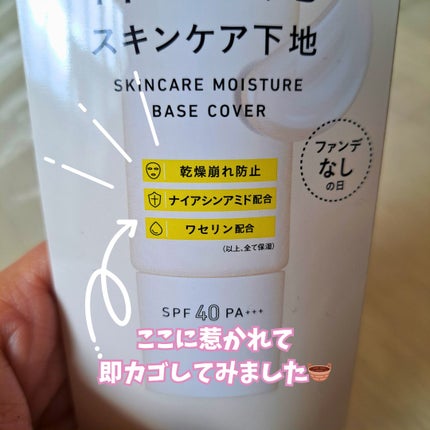 スキンケア下地
SKINCARE MOISTURE
BASE COVER
ファンデ
なし
の日
乾燥崩れ防止
ナイアシンアミド配合
ワセリン配合
(以上、全て保湿)
SPF 40 PA+++
ここに惹かれて
即カゴしてみました